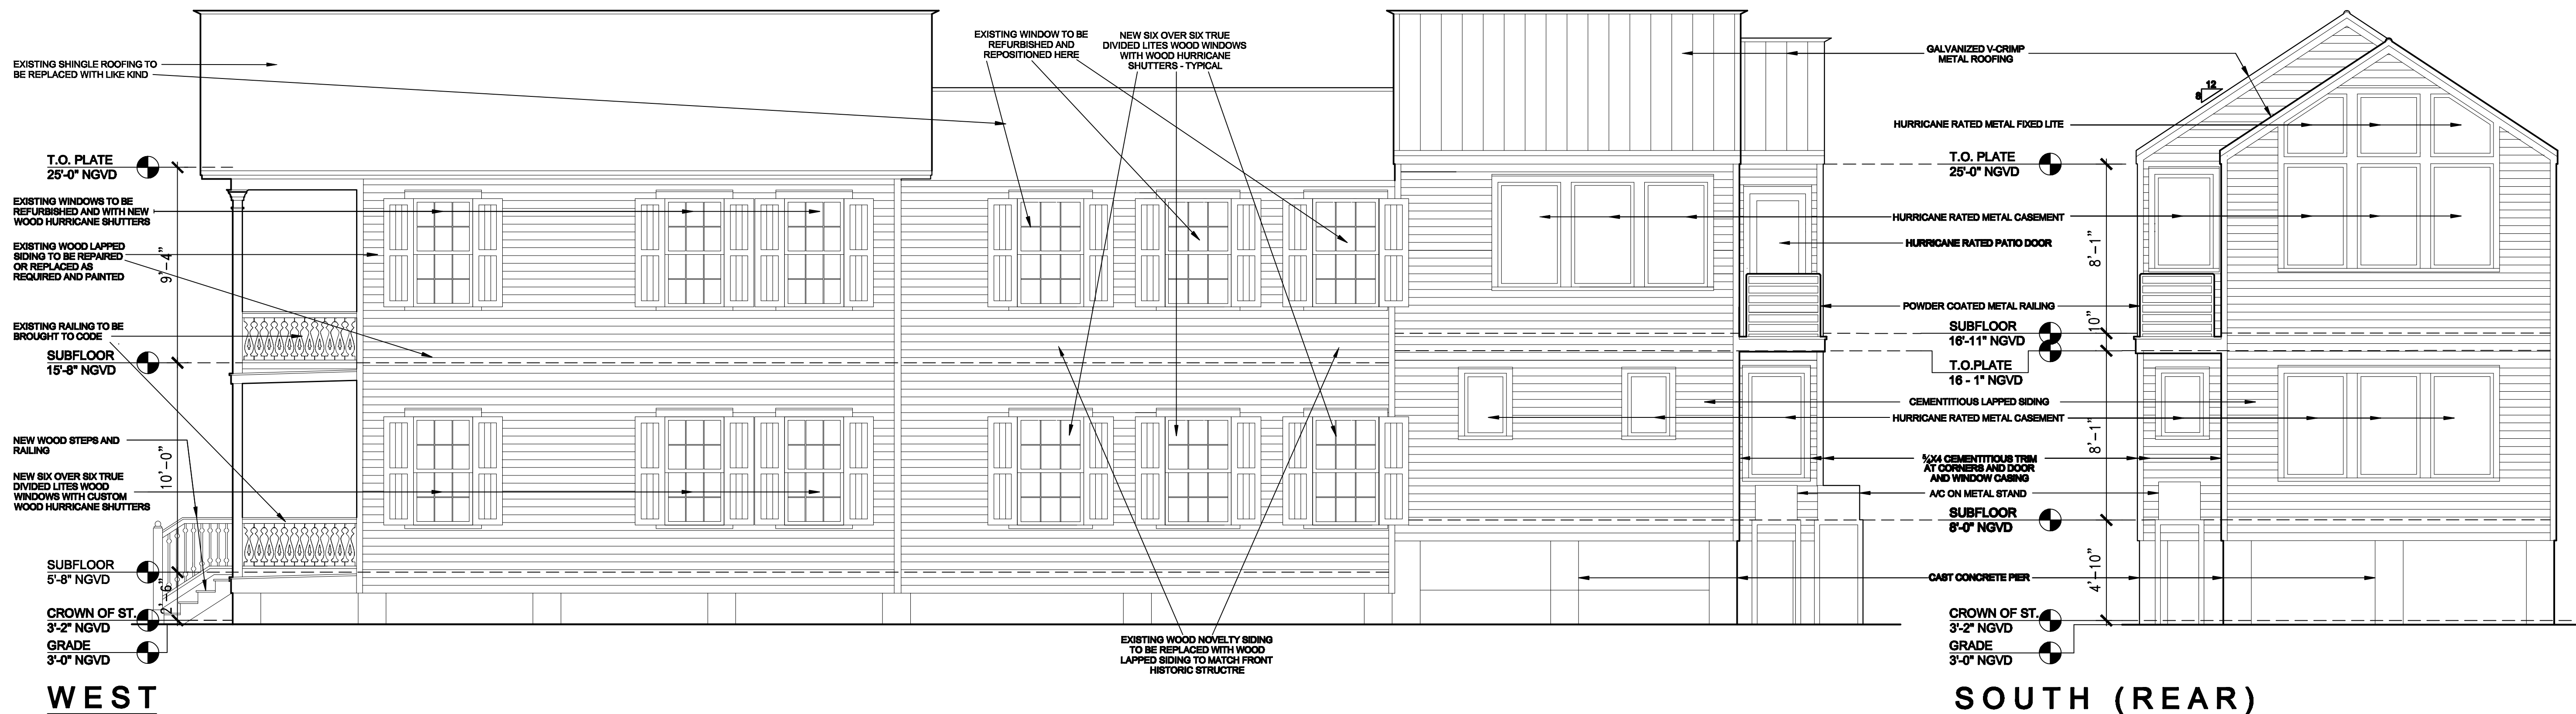 EXISTING SHINGLE ROOFING TO
BE REPLACED WITH LIKE KIND
T.O. PLATE
25'-0" NGVD
EXISTING WINDOWS TO BE
REFURBISHED AND WITH NEW
WOOD HURRICANE SHUTTERS
EXISTING WOOD LAPPED
SIDING TO BE REPAIRED
OR REPLACED AS
REQUIRED AND PAINTED
9'-4"
EXISTING RAILING TO BE
BROUGHT TO CODE
SUBFLOOR
15'-8" NGVD
NEW WOOD STEPS AND
RAILING
10'-0"
NEW SIX OVER SIX TRUE
DIVIDED LITES WOOD
WINDOWS WITH CUSTOM
WOOD HURRICANE SHUTTERS
SUBFLOOR
5'-8" NGVD
2'-6"
CROWN OF ST.
3'-2" NGVD
GRADE
3'-0" NGVD
WEST
EXISTING WINDOW TO BE
REFURBISHED AND
REPOSITIONED HERE
NEW SIX OVER SIX TRUE
DIVIDED LITES WOOD WINDOWS
WITH WOOD HURRICANE
SHUTTERS - TYPICAL
EXISTING WOOD NOVELTY SIDING
TO BE REPLACED WITH WOOD
LAPPED SIDING TO MATCH FRONT
HISTORIC STRUCTRE
GALVANIZED V-CRIMP
METAL ROOFING
12
8
HURRICANE RATED METAL FIXED LITE
T.O. PLATE
25'-0" NGVD
HURRICANE RATED METAL CASEMENT
HURRICANE RATED PATIO DOOR
8'-1"
POWDER COATED METAL RAILING
SUBFLOOR
16'-11" NGVD
10"
T.O.PLATE
16 - 1" NGVD
CEMENTITIOUS LAPPED SIDING
HURRICANE RATED METAL CASEMENT
8'-1"
5/4X4 CEMENTITIOUS TRIM
AT CORNERS AND DOOR
AND WINDOW CASING
A/C ON METAL STAND
SUBFLOOR
8'-0" NGVD
CAST CONCRETE PIER
4'-10"
CROWN OF ST.
3'-2" NGVD
GRADE
3'-0" NGVD
SOUTH (REAR)